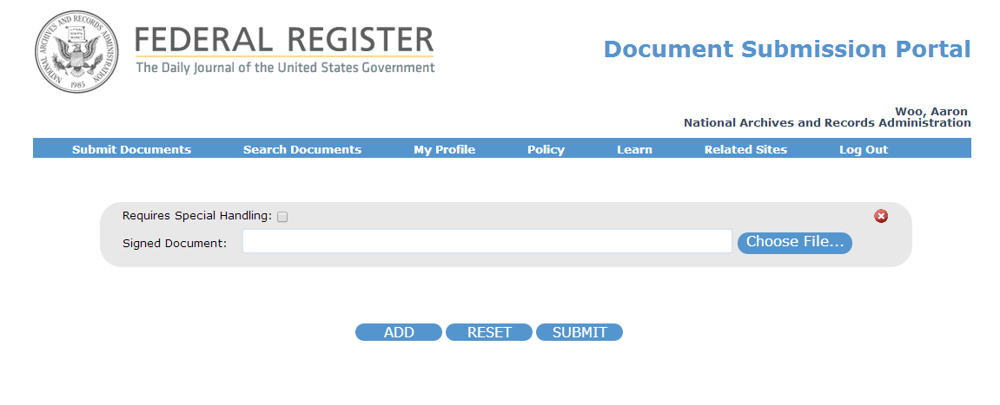 NATIONAL ARCHIVES AND RECORDS ADMINISTRATION
1985
FEDERAL REGISTER
The Daily Journal of the United States Government
Document Submission Portal
Woo, Aaron
National Archives and Records Administration
Submit Documents Search Documents My Profile Policy Learn Related Sites Log Out
Requires Special Handling:
Signed Document: Choose File...
ADD RESET SUBMIT